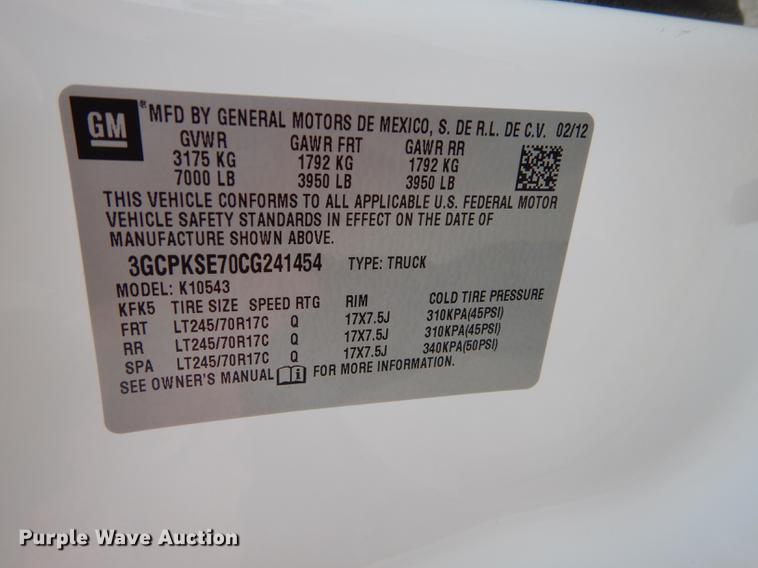 GM
® MFD BY GENERAL MOTORS DE MEXICO, S. DE R.L. DE C.V. 02/12
GVWR GAWR FRT GAWR RR
3175 KG 1792 KG 1792 KG
7000 LB 3950 LB 3950 LB
THIS VEHICLE CONFORMS TO ALL APPLICABLE U.S. FEDERAL MOTOR
VEHICLE SAFETY STANDARDS IN EFFECT ON THE DATE OF
MANUFACTURE SHOWN ABOVE.
3GCPKSE70CG241454 TYPE: TRUCK
MODEL: K10543
KFK5 TIRE SIZE SPEED RTG RIM COLD TIRE PRESSURE
FRT LT245/70R17C Q 17X7.5J 310KPA(45PSI)
RR LT245/70R17C Q 17X7.5J 310KPA(45PSI)
SPA LT245/70R17C Q 17X7.5J 340KPA(50PSI)
SEE OWNER'S MANUAL i FOR MORE INFORMATION.
Purple Wave Auction